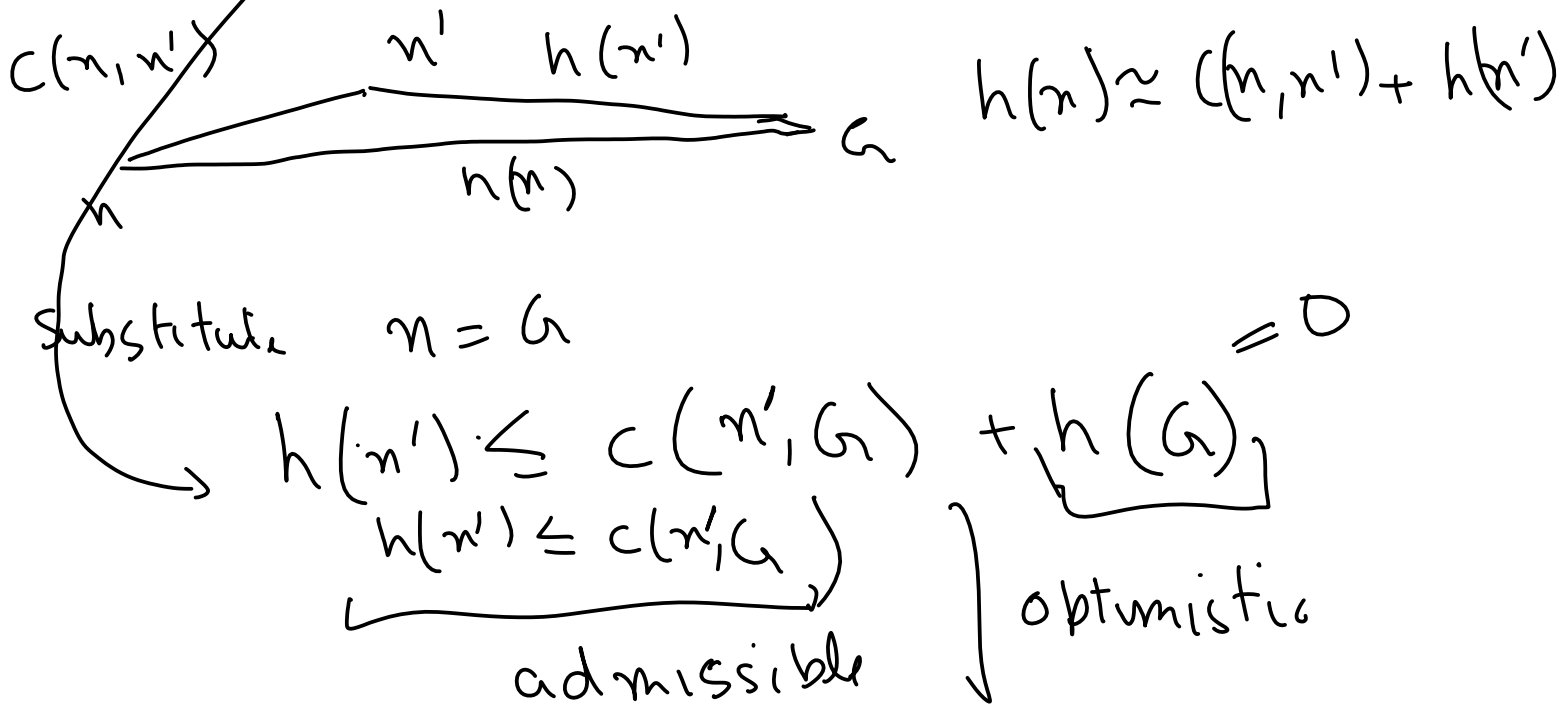 C(n, n') n' h(n') h(n) ≃ C(n, n') + h(n')
G
h(n)
n
Substitute n = G = 0
h(n') ≤ c(n', G) + h(G)
h(n') ≤ c(n', G)
optimistic
admissible